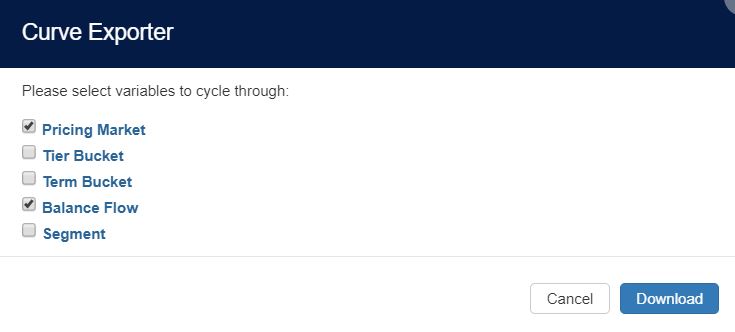 Curve Exporter
Please select variables to cycle through:
Pricing Market
Tier Bucket
Term Bucket
Balance Flow
Segment
Cancel Download